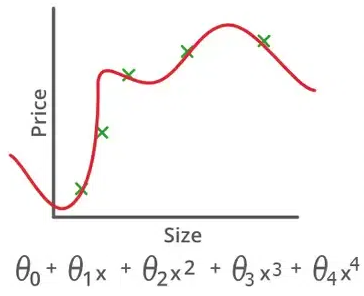 Price
Size
θ₀ + θ₁x + θ₂x² + θ₃x³ + θ₄x⁴